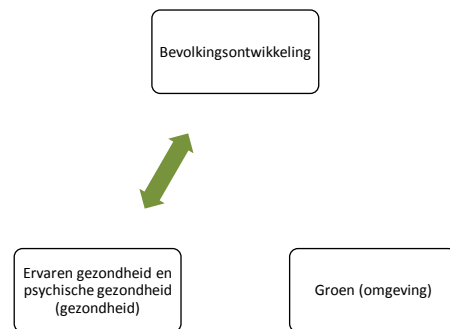 Bevolkingsontwikkeling
Ervaren gezondheid en
psychische gezondheid
(gezondheid)
Groen (omgeving)